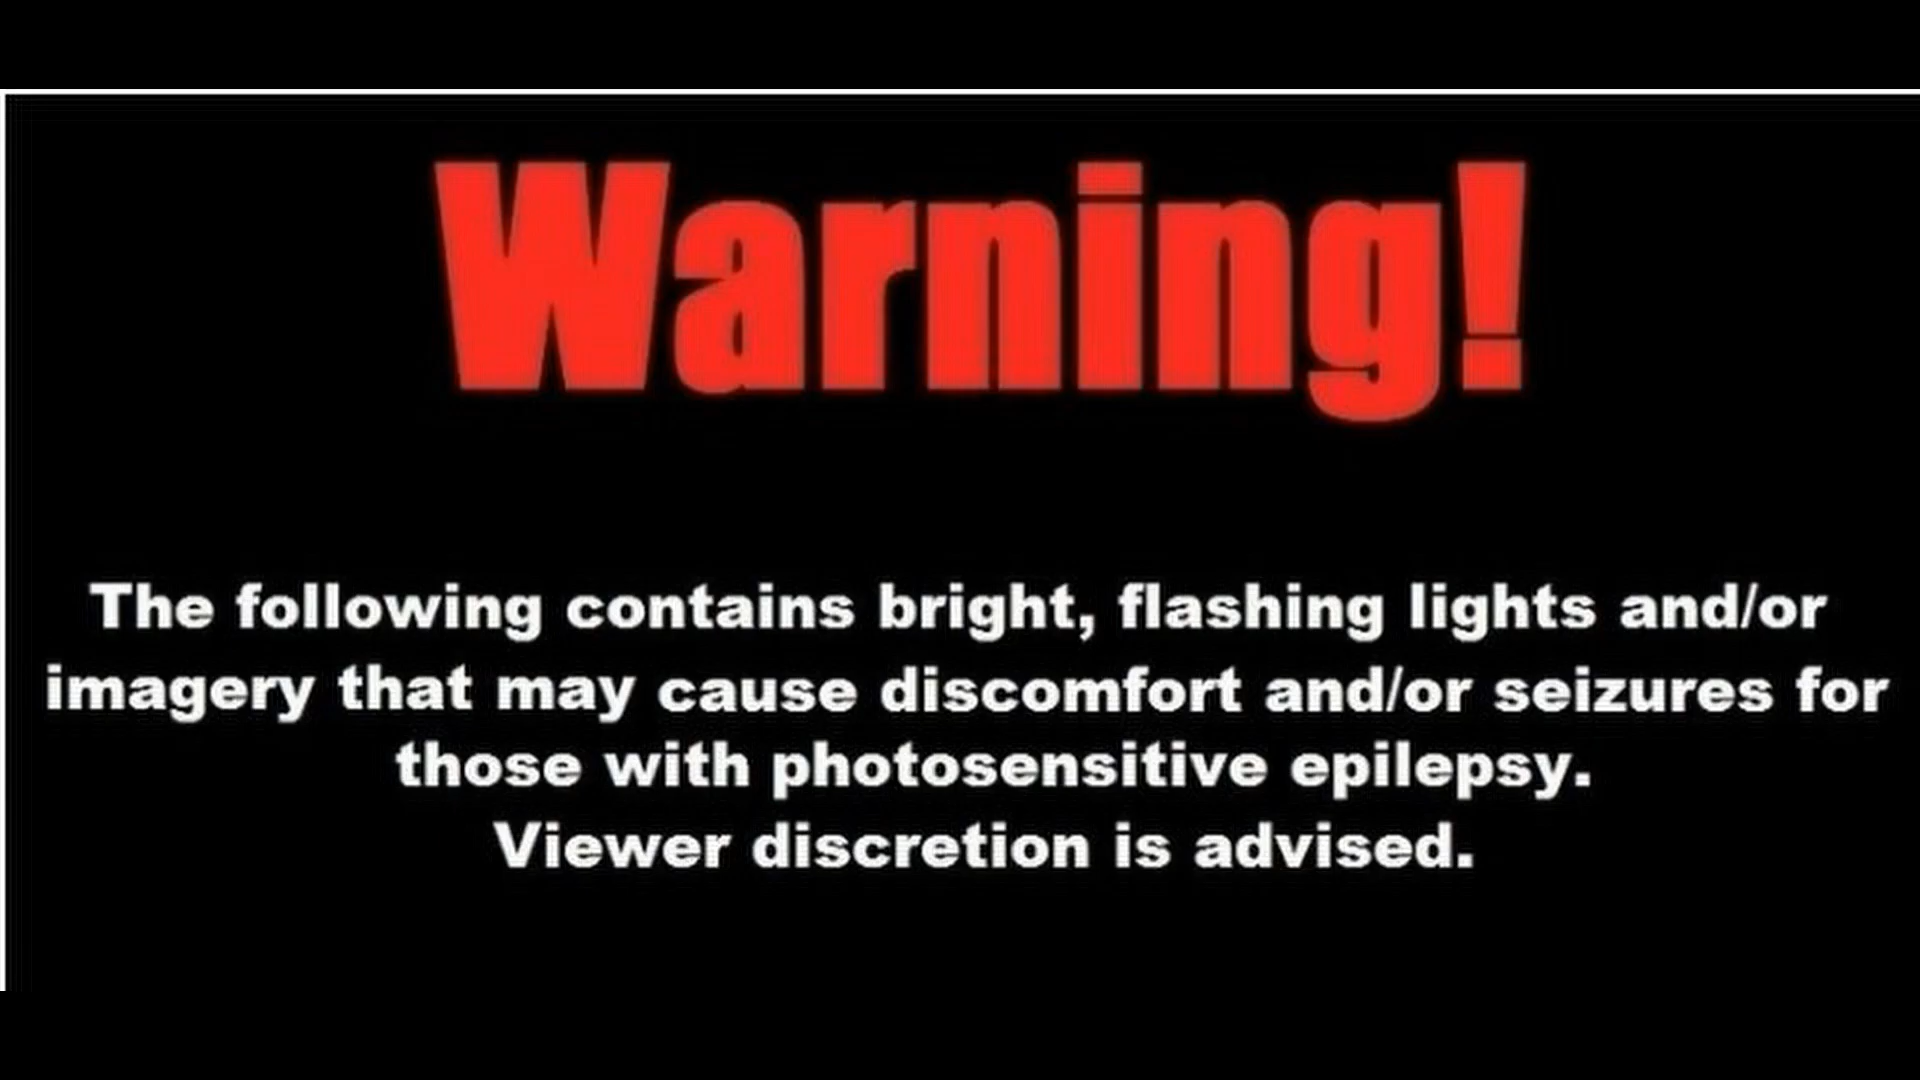 Warning!
The following contains bright, flashing lights and/or
imagery that may cause discomfort and/or seizures for
those with photosensitive epilepsy.
Viewer discretion is advised.